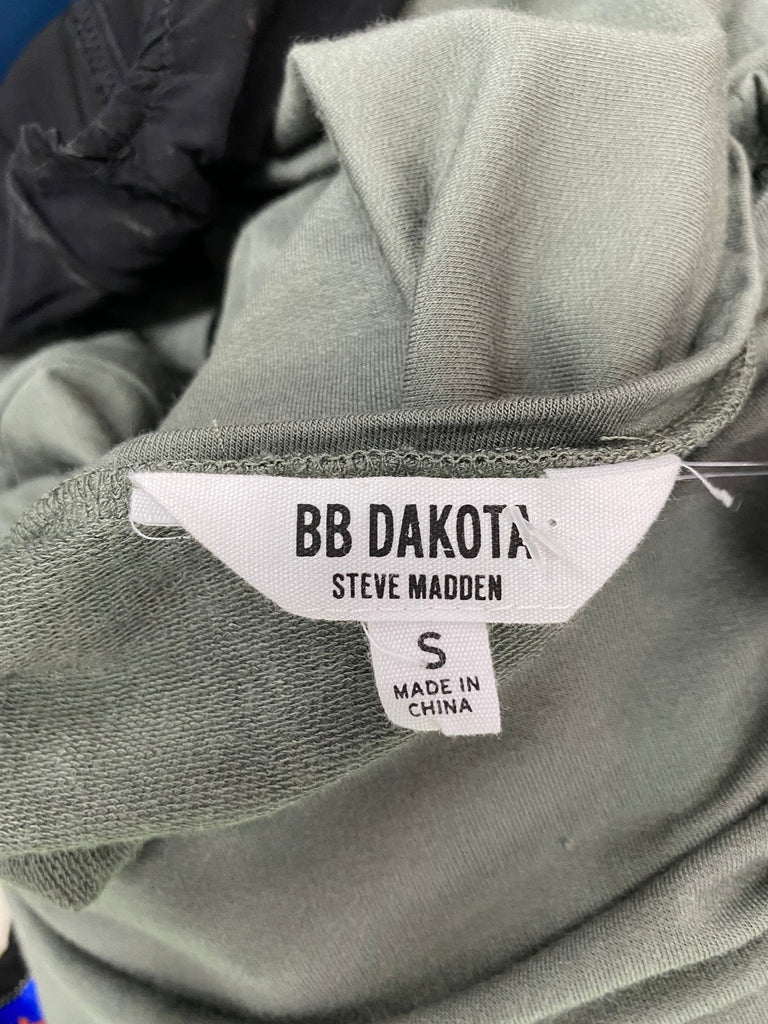 BB DAKOTA
STEVE MADDEN
S
MADE IN
CHINA